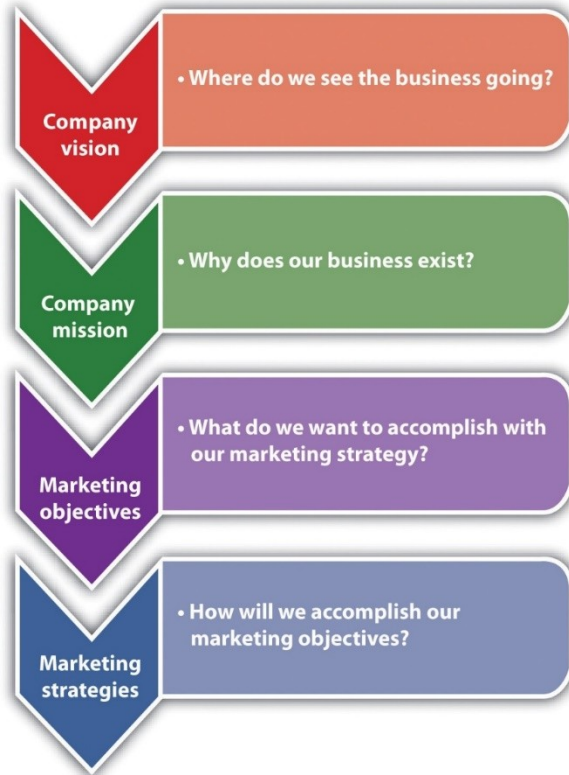 Company
vision
• Where do we see the business going?
Company
mission
• Why does our business exist?
Marketing
objectives
• What do we want to accomplish with
our marketing strategy?
Marketing
strategies
• How will we accomplish our
marketing objectives?